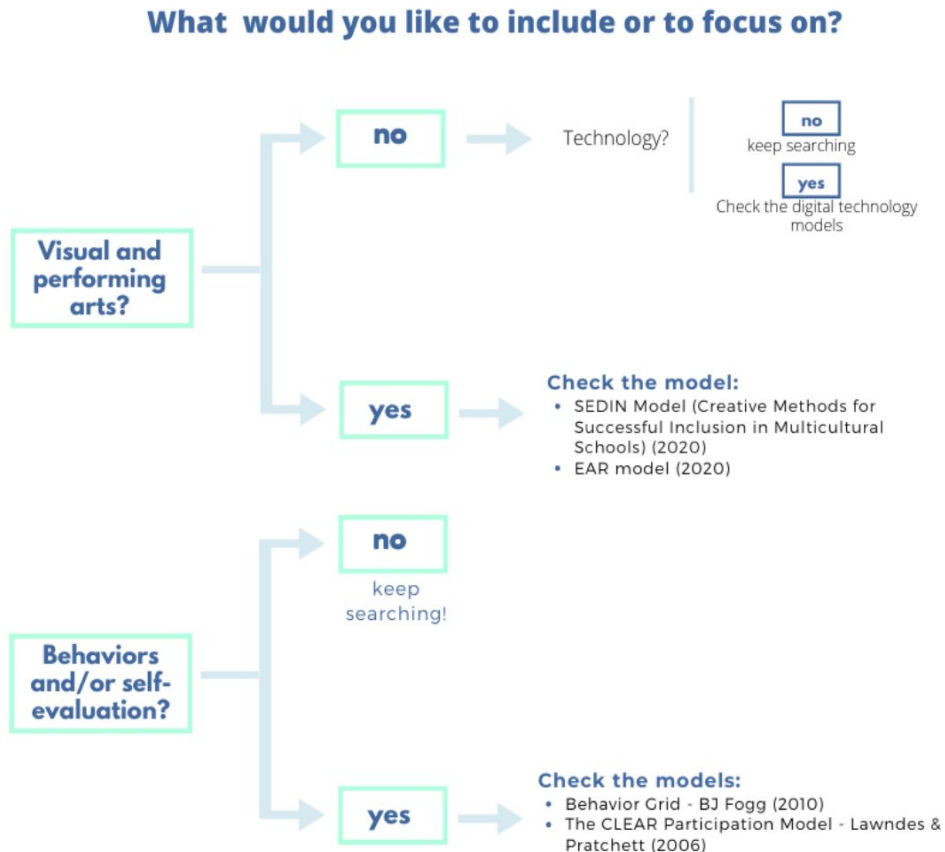 What would you like to include or to focus on?
no
Technology?
no
keep searching
yes
Check the digital technology
models
Visual and
performing
arts?
yes
Check the model:
• SEDIN Model (Creative Methods for
Successful Inclusion in Multicultural
Schools) (2020)
• EAR model (2020)
no
keep
searching!
Behaviors
and/or self-
evaluation?
yes
Check the models:
• Behavior Grid - BJ Fogg (2010)
• The CLEAR Participation Model - Lawndes &
Pratchett (2006)